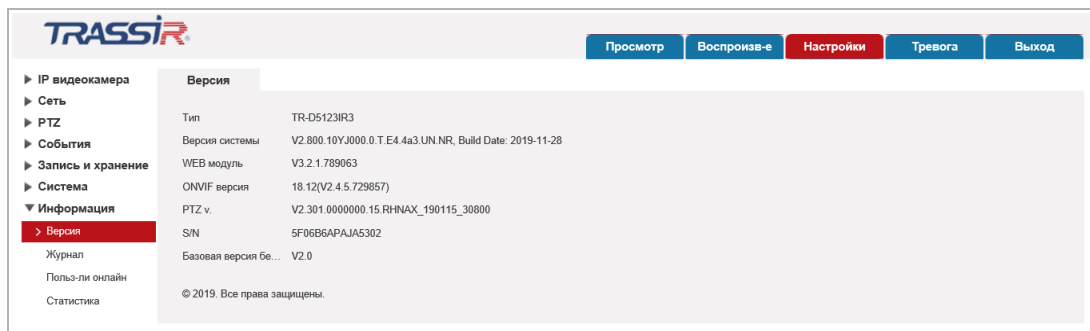 TRASSIR
Просмотр Воспроизв-е Настройки Тревога Выход
IP видеокамера
Сеть
PTZ
События
Запись и хранение
Система
Информация
Версия
Журнал
Польз-ли онлайн
Статистика
Версия
Тип TR-D5123IR3
Версия системы V2.800.10YJ000.0.T.E4.4a3.UN.NR, Build Date: 2019-11-28
WEB модуль V3.2.1.789063
ONVIF версия 18.12(V2.4.5.729857)
PTZ v. V2.301.0000000.15.RHNAX_190115_30800
S/N 5F06B6APAJA5302
Базовая версия бе... V2.0
© 2019. Все права защищены.